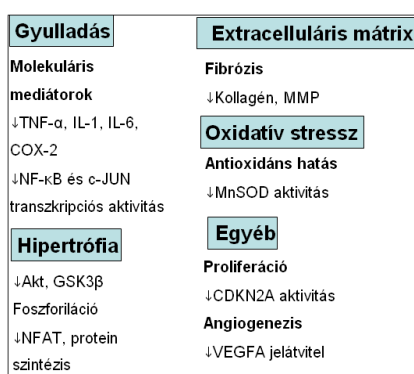 Gyulladás
Molekuláris
mediátorok
↓TNF-α, IL-1, IL-6,
COX-2
↓NF-κB és c-JUN
transzkripciós aktivitás
Hipertrófia
↓Akt, GSK3β
Foszforiláció
↓NFAT, protein
szintézis
Extracelluláris mátrix
Fibrózis
↓Kollagén, MMP
Oxidatív stressz
Antioxidáns hatás
↓MnSOD aktivitás
Egyéb
Proliferáció
↓CDKN2A aktivitás
Angiogenezis
↓VEGFA jelátvitel